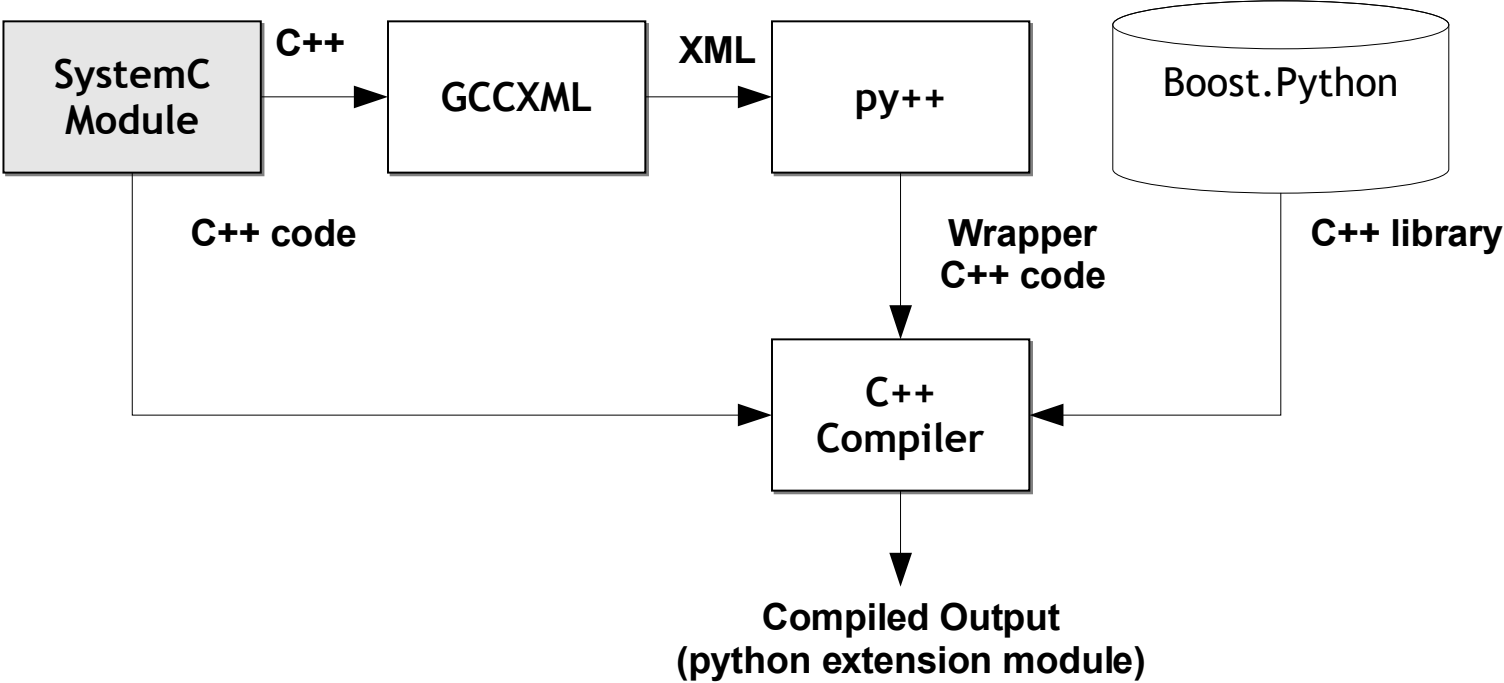 SystemC
Module
C++
GCCXML
XML
py++
Boost.Python
C++ code
Wrapper
C++ code
C++ library
C++
Compiler
Compiled Output
(python extension module)